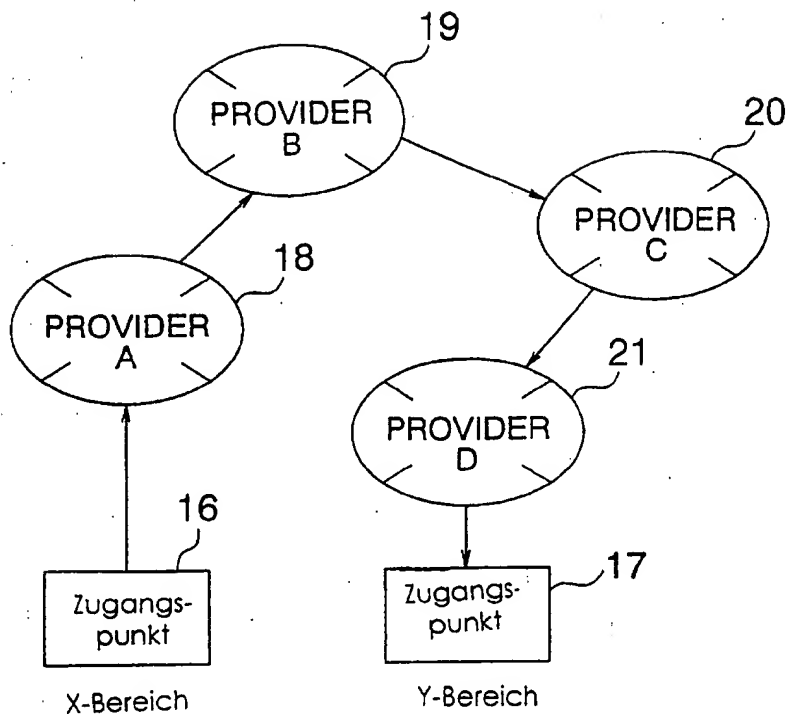 19
PROVIDER
B
20
PROVIDER
C
18
PROVIDER
A
21
PROVIDER
D
16
Zugangs-
punkt
X-Bereich
17
Zugangs-
punkt
Y-Bereich